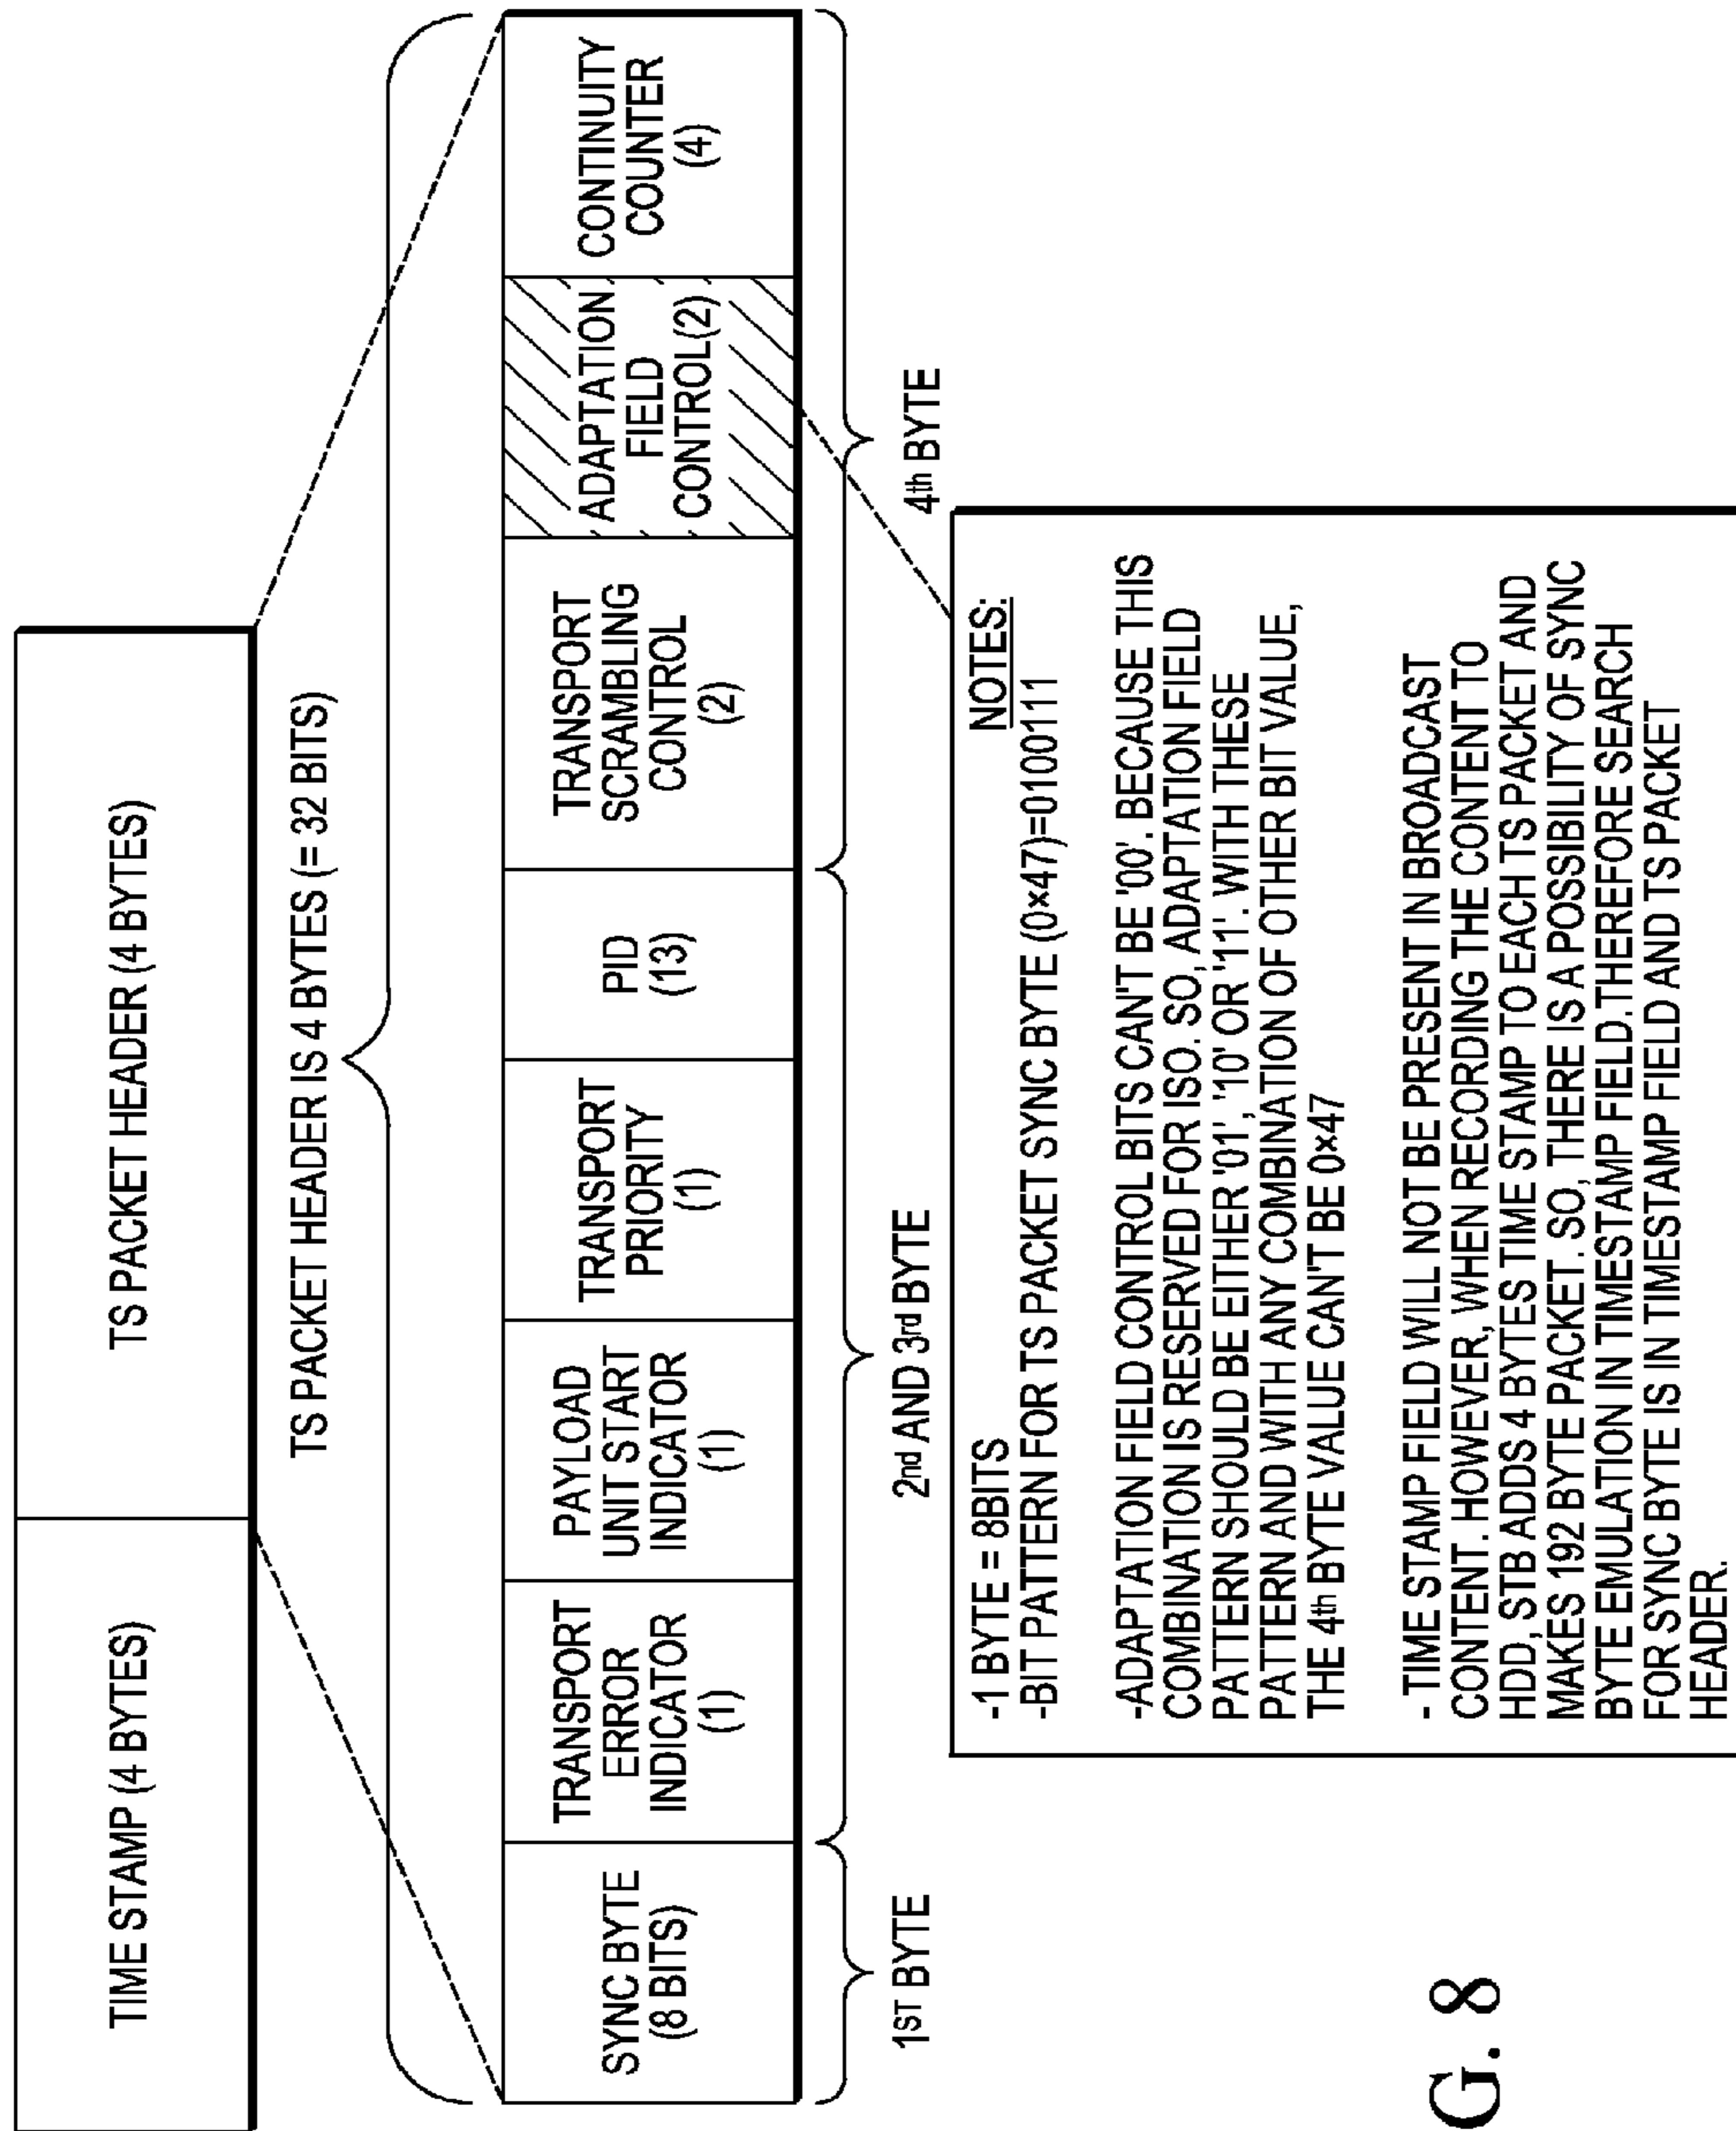 TIME STAMP (4 BYTES)
TS PACKET HEADER (4 BYTES)
TS PACKET HEADER IS 4 BYTES (= 32 BITS)
SYNC BYTE
(8 BITS)
TRANSPORT
ERROR
INDICATOR
(1)
PAYLOAD
UNIT START
INDICATOR
(1)
TRANSPORT
PRIORITY
(1)
PID
(13)
TRANSPORT
SCRAMBLING
CONTROL
(2)
ADAPTATION
FIELD
CONTROL(2)
CONTINUITY
COUNTER
(4)
1ST BYTE
2nd AND 3rd BYTE
4th BYTE
NOTES:
- 1 BYTE = 8BITS
-BIT PATTERN FOR TS PACKET SYNC BYTE (0×47)=01000111
-ADAPTATION FIELD CONTROL BITS CAN'T BE '00'. BECAUSE THIS
COMBINATION IS RESERVED FOR ISO. SO, ADAPTATION FIELD
PATTERN SHOULD BE EITHER '01', '10' OR '11'. WITH THESE
PATTERN AND WITH ANY COMBINATION OF OTHER BIT VALUE,
THE 4th BYTE VALUE CAN'T BE 0×47
- TIME STAMP FIELD WILL NOT BE PRESENT IN BROADCAST
CONTENT. HOWEVER, WHEN RECORDING THE CONTENT TO
HDD, STB ADDS 4 BYTES TIME STAMP TO EACH TS PACKET AND
MAKES 192 BYTE PACKET. SO, THERE IS A POSSIBILITY OF SYNC
BYTE EMULATION IN TIMESTAMP FIELD.THEREFORE SEARCH
FOR SYNC BYTE IS IN TIMESTAMP FIELD AND TS PACKET
HEADER.
G. 8